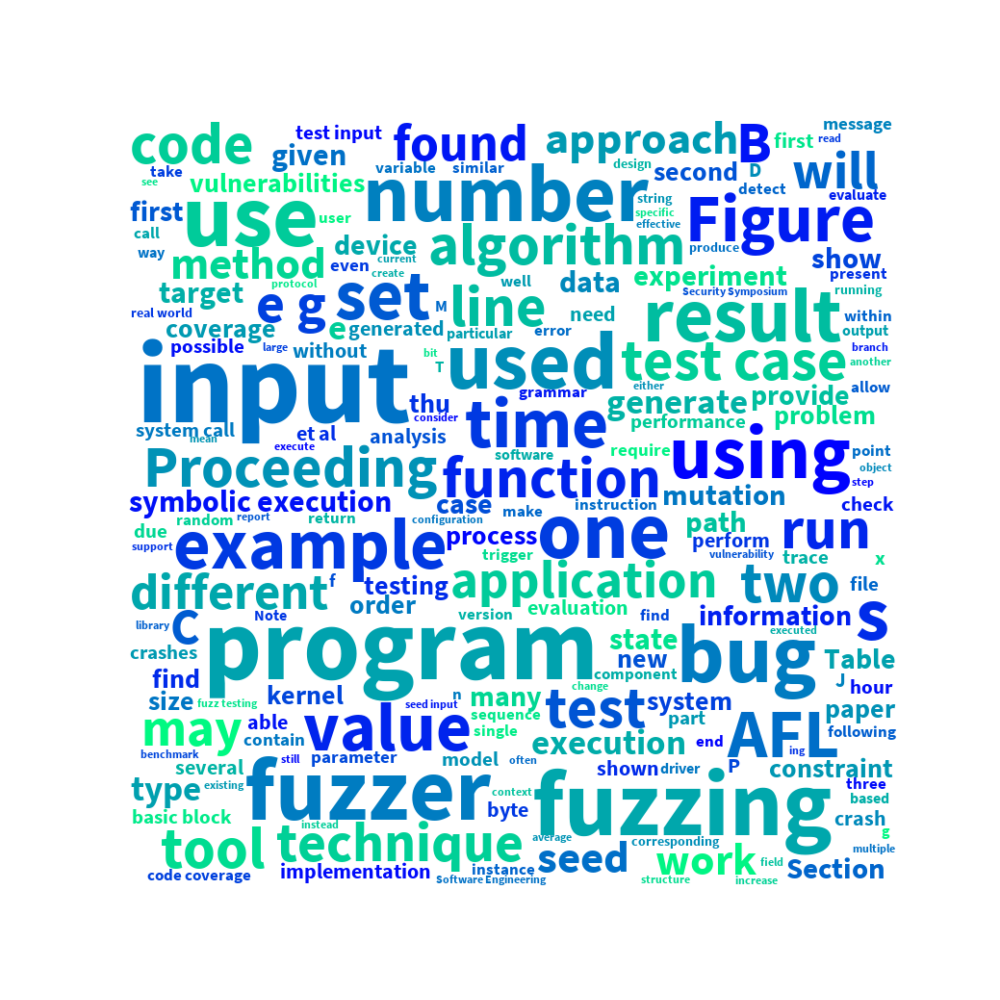 code
test input
found
approach
B
message
first
read
given
take
variable
similar
design
second
D
will
see
vulnerabilities
use
number
detect
evaluate
first
user
string
specific
Figure
call
device
algorithm
effective
produce
show
way
method
even
current
create
experiment
present
target
protocol
e g
set
M
line
well
data
Security Symposium
running
real world
need
result
within
coverage
e
generated
particular
error
output
possible
large
without
bit
T
used
test case
branch
another
input
either
allow
thu
grammar
generate
provide
consider
time
performance
problem
system call
mean
et al
analysis
using
execute
software
require
point
Proceeding
function
object
step
symbolic execution
case
make
instruction
mutation
check
due
random
report
return
configuration
one
path
run
support
example
process
perform
trigger
vulnerability
trace
x
different
f
testing
application
two
file
order
evaluation
information
s
library
C
Note
version
find
executed
crashes
program
state
bug
Table
find
new
component
J
hour
size
kernel
change
fuzz testing
seed input
n
many
test
system
paper
may
able
value
sequence
part
AFL
following
contain
single
execution
end
ing
benchmark
still
parameter
model
often
shown
driver
P
constraint
several
three
type
existing
fuzzer
context
fuzzing
based
basic block
byte
crash
instead
g
tool
technique
average
corresponding
multiple
seed
work
field
code coverage
implementation
instance
Section
Software Engineering
structure
increase